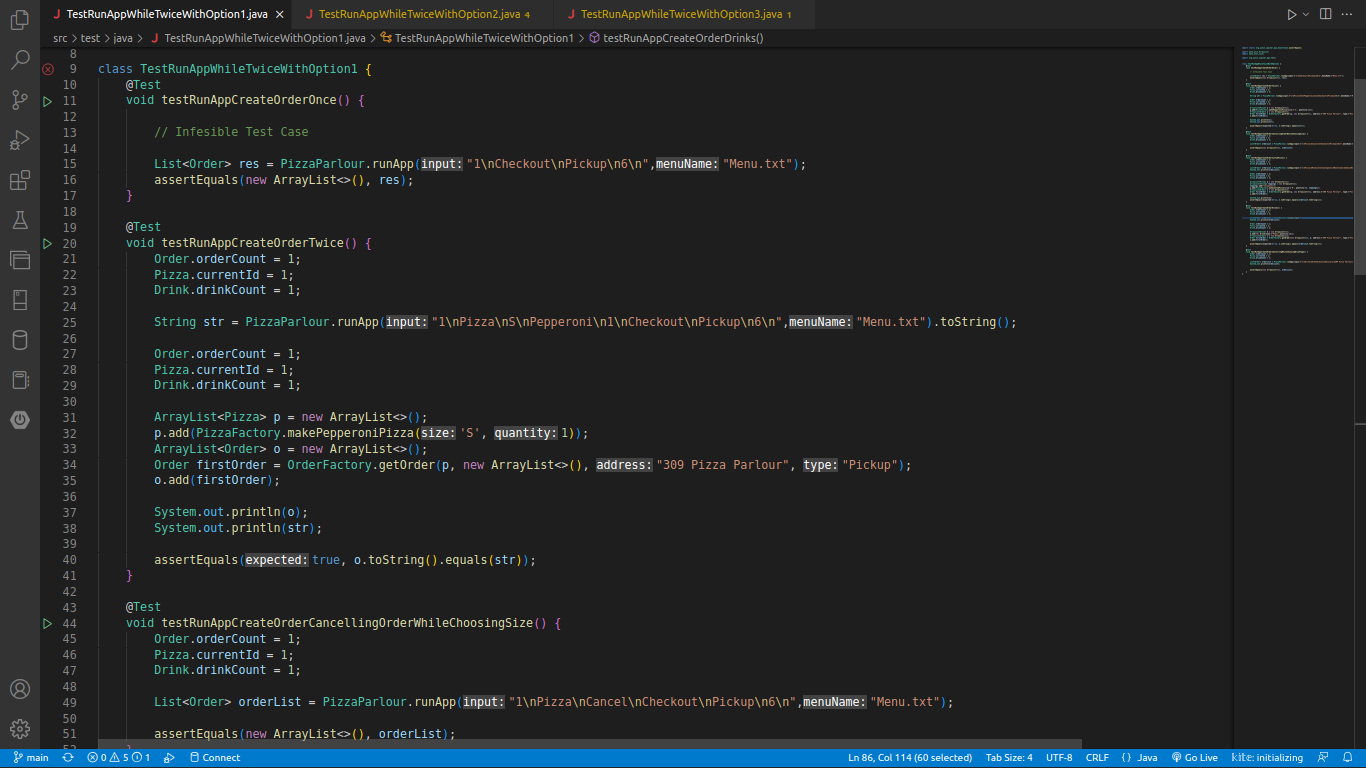 TestRunAppWhileTwiceWithOption1.java
TestRunAppWhileTwiceWithOption2.java 4
TestRunAppWhileTwiceWithOption3.java 1
src > test > java > TestRunAppWhileTwiceWithOption1.java > TestRunAppWhileTwiceWithOption1 > testRunAppCreateOrderDrinks()
8
9 class TestRunAppWhileTwiceWithOption1 {
10 @Test
11 void testRunAppCreateOrderOnce() {
12
13 // Infesible Test Case
14
15 List<Order> res = PizzaParlour.runApp(input: "1\nCheckout\nPickup\n6\n",menuName: "Menu.txt");
16 assertEquals(new ArrayList<>(), res);
17 }
18
19 @Test
20 void testRunAppCreateOrderTwice() {
21 Order.orderCount = 1;
22 Pizza.currentId = 1;
23 Drink.drinkCount = 1;
24
25 String str = PizzaParlour.runApp(input: "1\nPizza\nS\nPepperoni\n1\nCheckout\nPickup\n6\n",menuName: "Menu.txt").toString();
26
27 Order.orderCount = 1;
28 Pizza.currentId = 1;
29 Drink.drinkCount = 1;
30
31 ArrayList<Pizza> p = new ArrayList<>();
32 p.add(PizzaFactory.makePepperoniPizza(size: 'S', quantity: 1));
33 ArrayList<Order> o = new ArrayList<>();
34 Order firstOrder = OrderFactory.getOrder(p, new ArrayList<>(), address: "309 Pizza Parlour", type: "Pickup");
35 o.add(firstOrder);
36
37 System.out.println(o);
38 System.out.println(str);
39
40 assertEquals(expected: true, o.toString().equals(str));
41 }
42
43 @Test
44 void testRunAppCreateOrderCancellingOrderWhileChoosingSize() {
45 Order.orderCount = 1;
46 Pizza.currentId = 1;
47 Drink.drinkCount = 1;
48
49 List<Order> orderList = PizzaParlour.runApp(input: "1\nPizza\nCancel\nCheckout\nPickup\n6\n",menuName: "Menu.txt");
50
51 assertEquals(new ArrayList<>(), orderList);
52 }
main 0 5 1 Connect Ln 86, Col 114 (60 selected) Tab Size: 4 UTF-8 CRLF {} Java Go Live kite: initializing